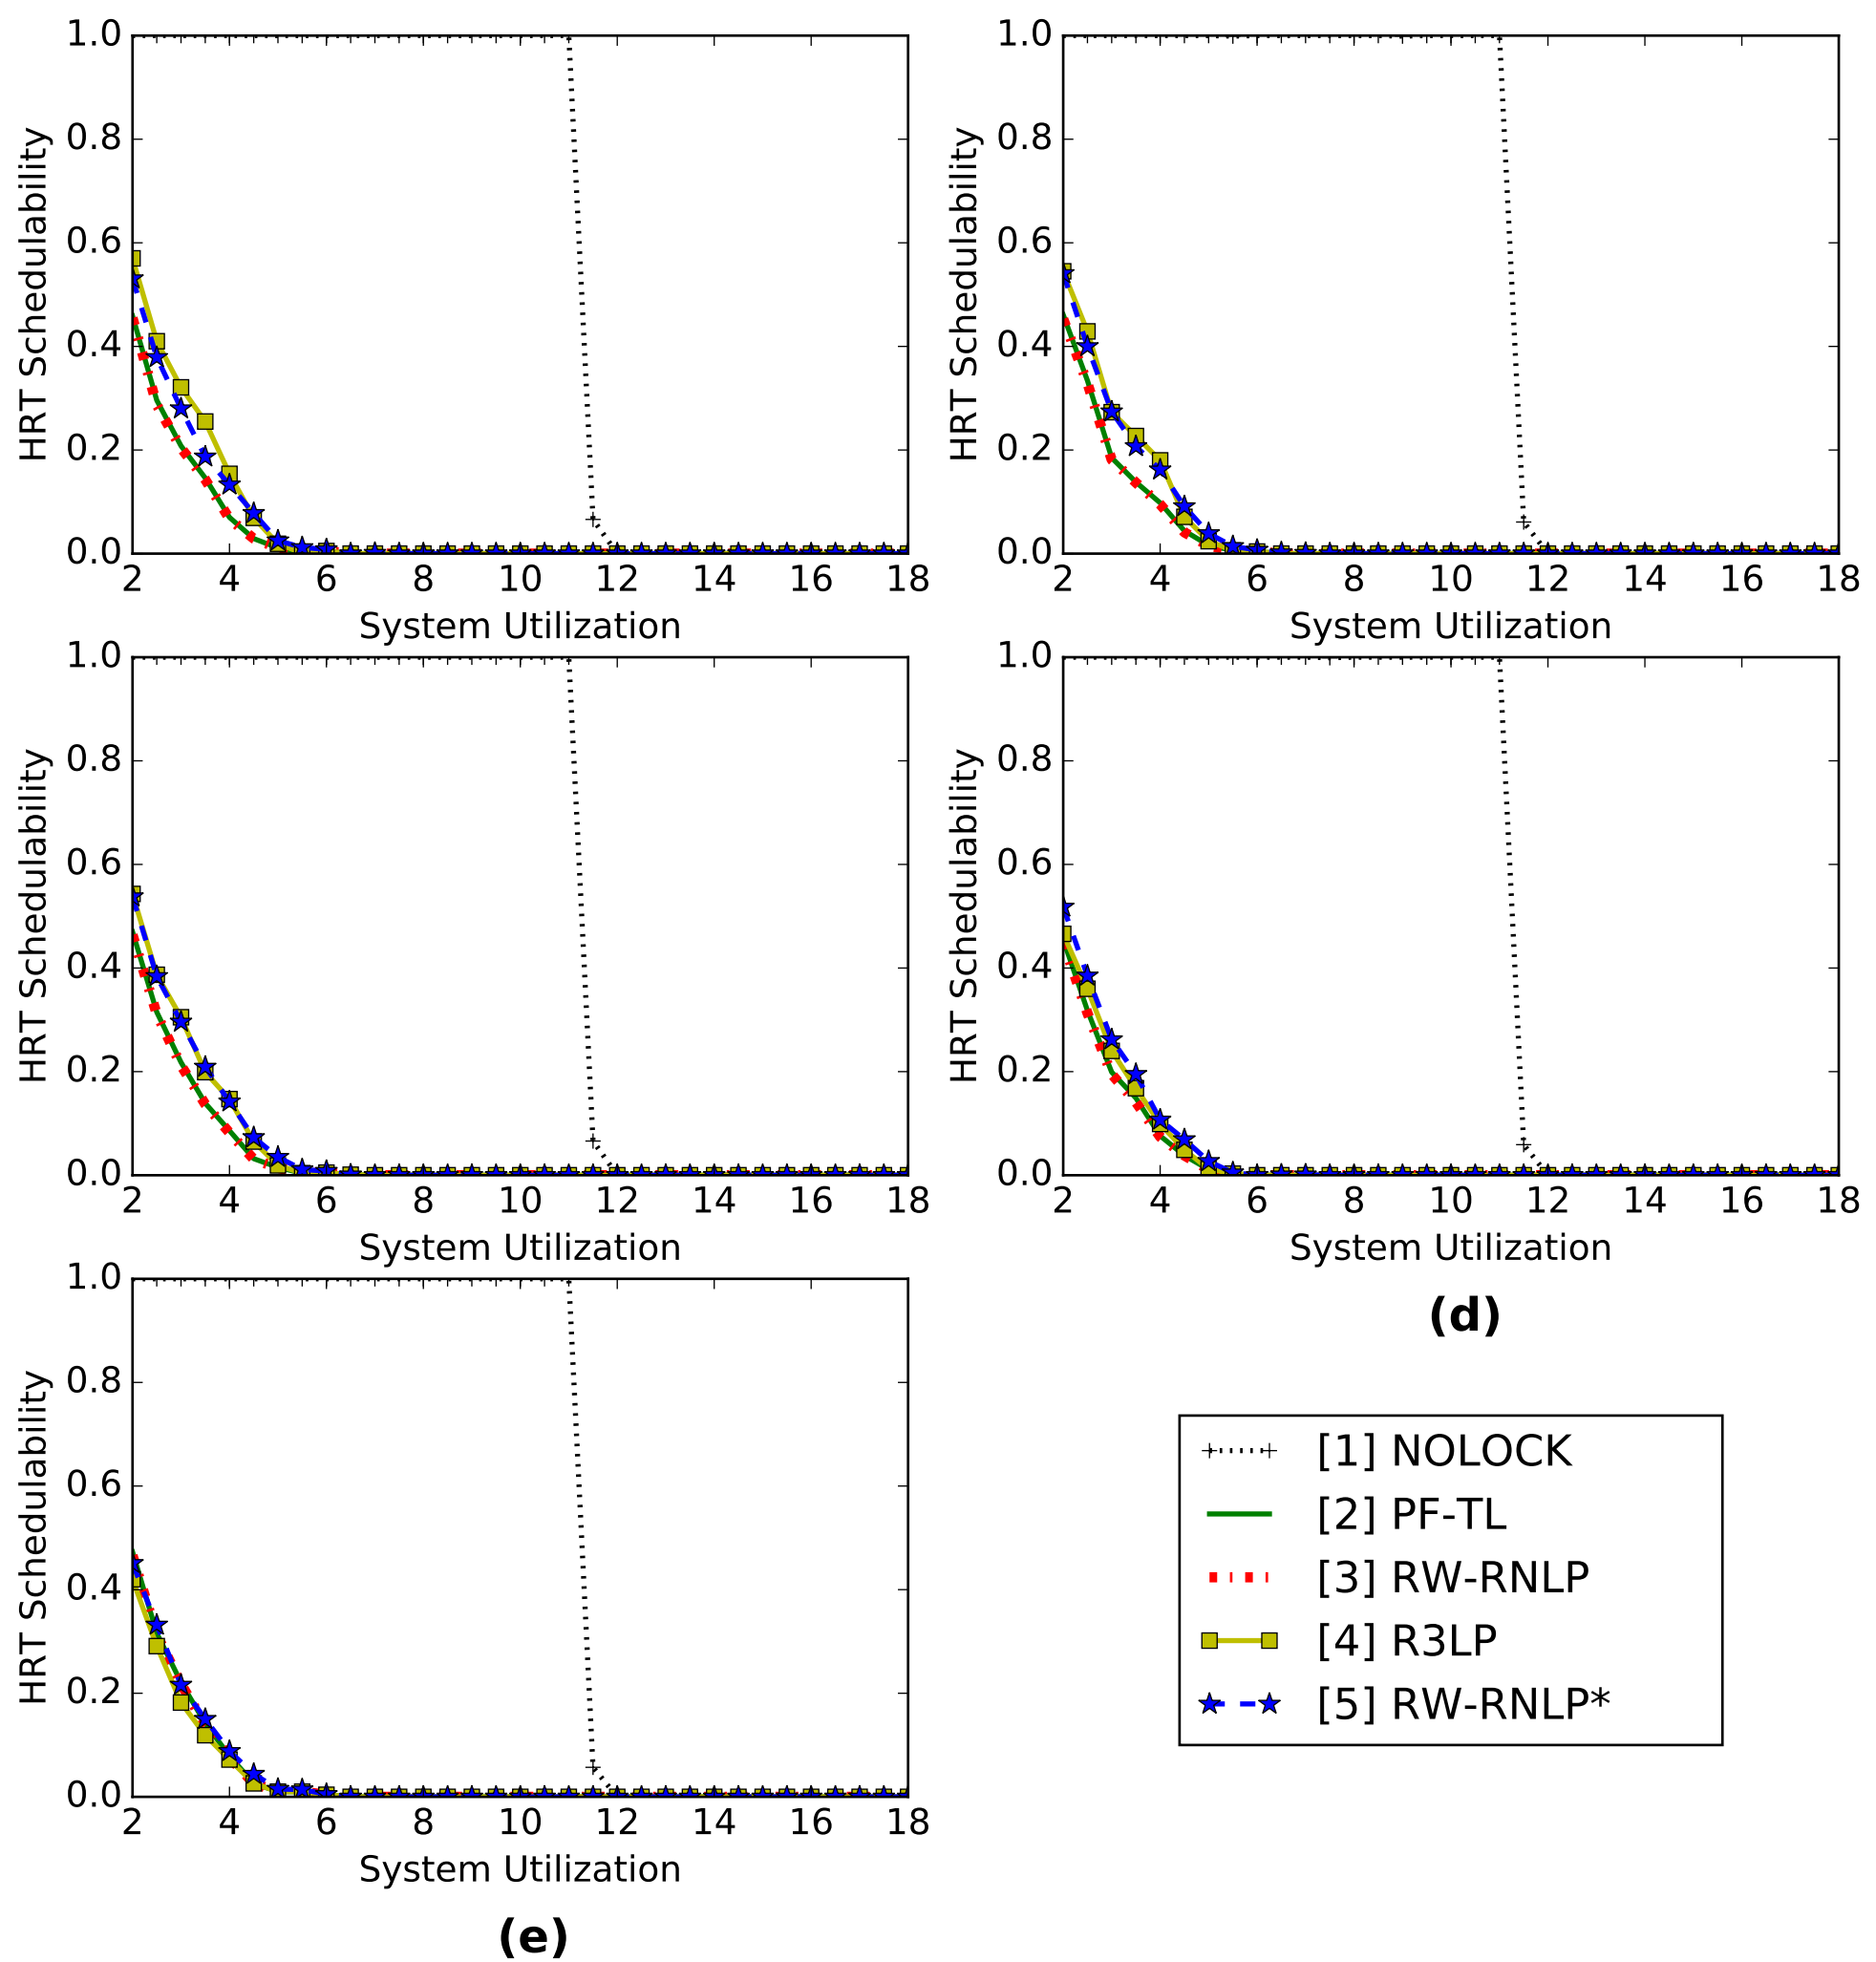 HRT Schedulability
1.0
0.8
0.6
0.4
0.2
0.0
2 4 6 8 10 12 14 16 18
System Utilization
HRT Schedulability
1.0
0.8
0.6
0.4
0.2
0.0
2 4 6 8 10 12 14 16 18
System Utilization
HRT Schedulability
1.0
0.8
0.6
0.4
0.2
0.0
2 4 6 8 10 12 14 16 18
System Utilization
HRT Schedulability
1.0
0.8
0.6
0.4
0.2
0.0
2 4 6 8 10 12 14 16 18
System Utilization
(d)
HRT Schedulability
1.0
0.8
0.6
0.4
0.2
0.0
2 4 6 8 10 12 14 16 18
System Utilization
(e)
[1] NOLOCK
[2] PF-TL
[3] RW-RNLP
[4] R3LP
[5] RW-RNLP*